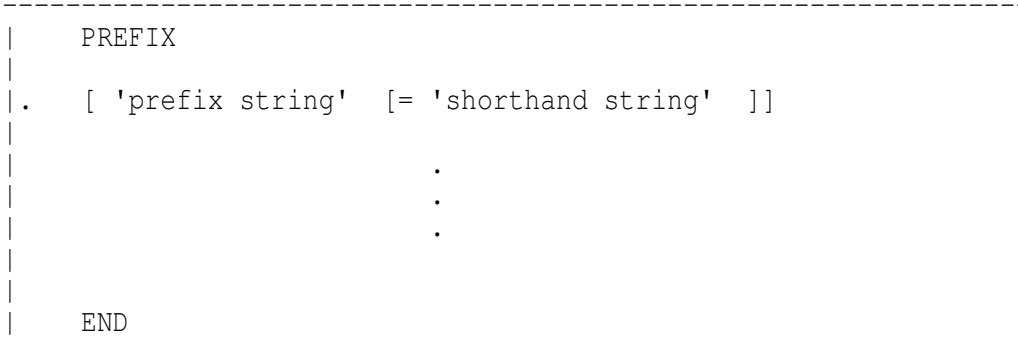 -----------------------------------------------------------------
|    PREFIX
|
|.   [ 'prefix string'  [= 'shorthand string'  ]]
|
|                           .
|                           .
|                           .
|
|
|    END